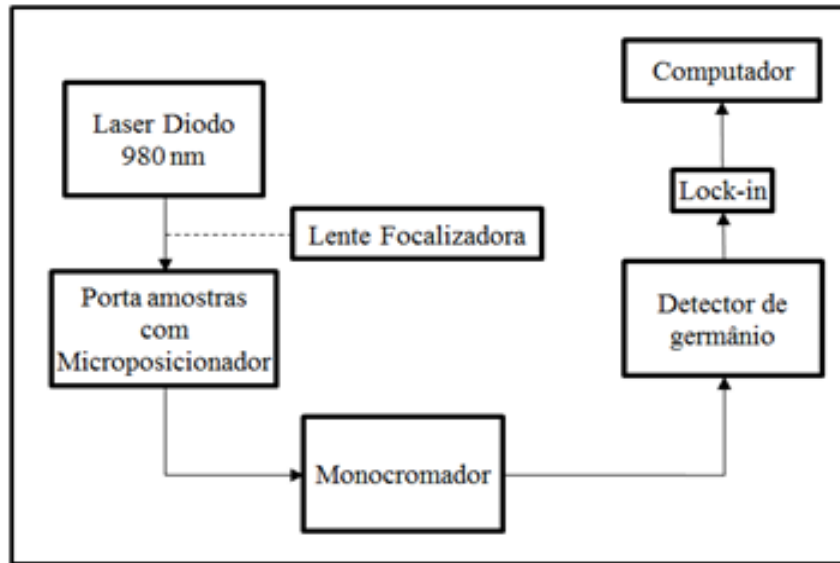 Laser Diodo
980 nm
Lente Focalizadora
Porta amostras
com
Microposicionador
Monocromador
Detector de
germânio
Lock-in
Computador